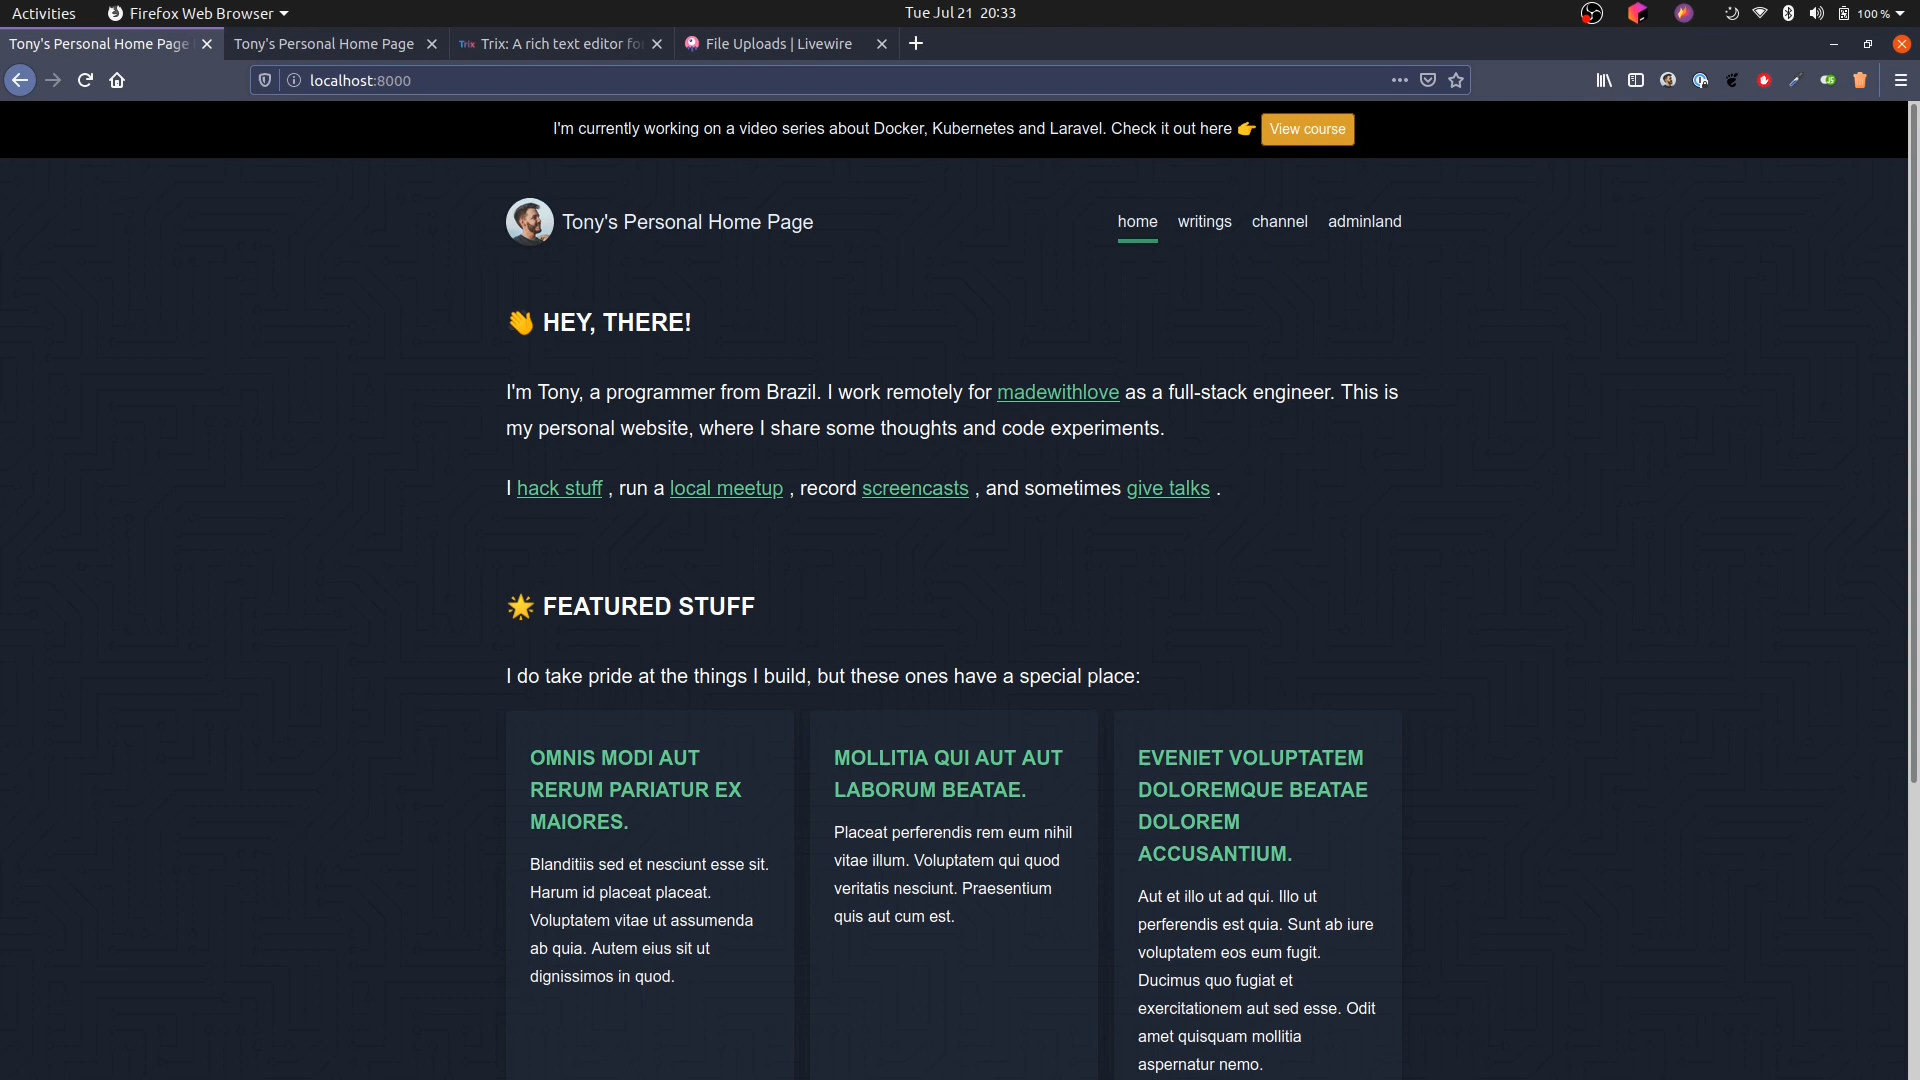 Activities
Firefox Web Browser
Tue Jul 21 20:33
100 %
Tony's Personal Home Page
Tony's Personal Home Page
Trix Trix: A rich text editor fo
File Uploads | Livewire
localhost:8000
I'm currently working on a video series about Docker, Kubernetes and Laravel. Check it out here 👉 View course
Tony's Personal Home Page
home writings channel adminland
👋 HEY, THERE!
I'm Tony, a programmer from Brazil. I work remotely for madewithlove as a full-stack engineer. This is
my personal website, where I share some thoughts and code experiments.
I hack stuff , run a local meetup , record screencasts , and sometimes give talks .
🌟 FEATURED STUFF
I do take pride at the things I build, but these ones have a special place:
OMNIS MODI AUT
RERUM PARIATUR EX
MAIORES.
Blanditiis sed et nesciunt esse sit.
Harum id placeat placeat.
Voluptatem vitae ut assumenda
ab quia. Autem eius sit ut
dignissimos in quod.
MOLLITIA QUI AUT AUT
LABORUM BEATAE.
Placeat perferendis rem eum nihil
vitae illum. Voluptatem qui quod
veritatis nesciunt. Praesentium
quis aut cum est.
EVENIET VOLUPTATEM
DOLOREMQUE BEATAE
DOLOREM
ACCUSANTIUM.
Aut et illo ut ad qui. Illo ut
perferendis est quia. Sunt ab iure
voluptatem eos eum fugit.
Ducimus quo fugiat et
exercitationem aut sed esse. Odit
amet quisquam mollitia
aspernatur nemo.